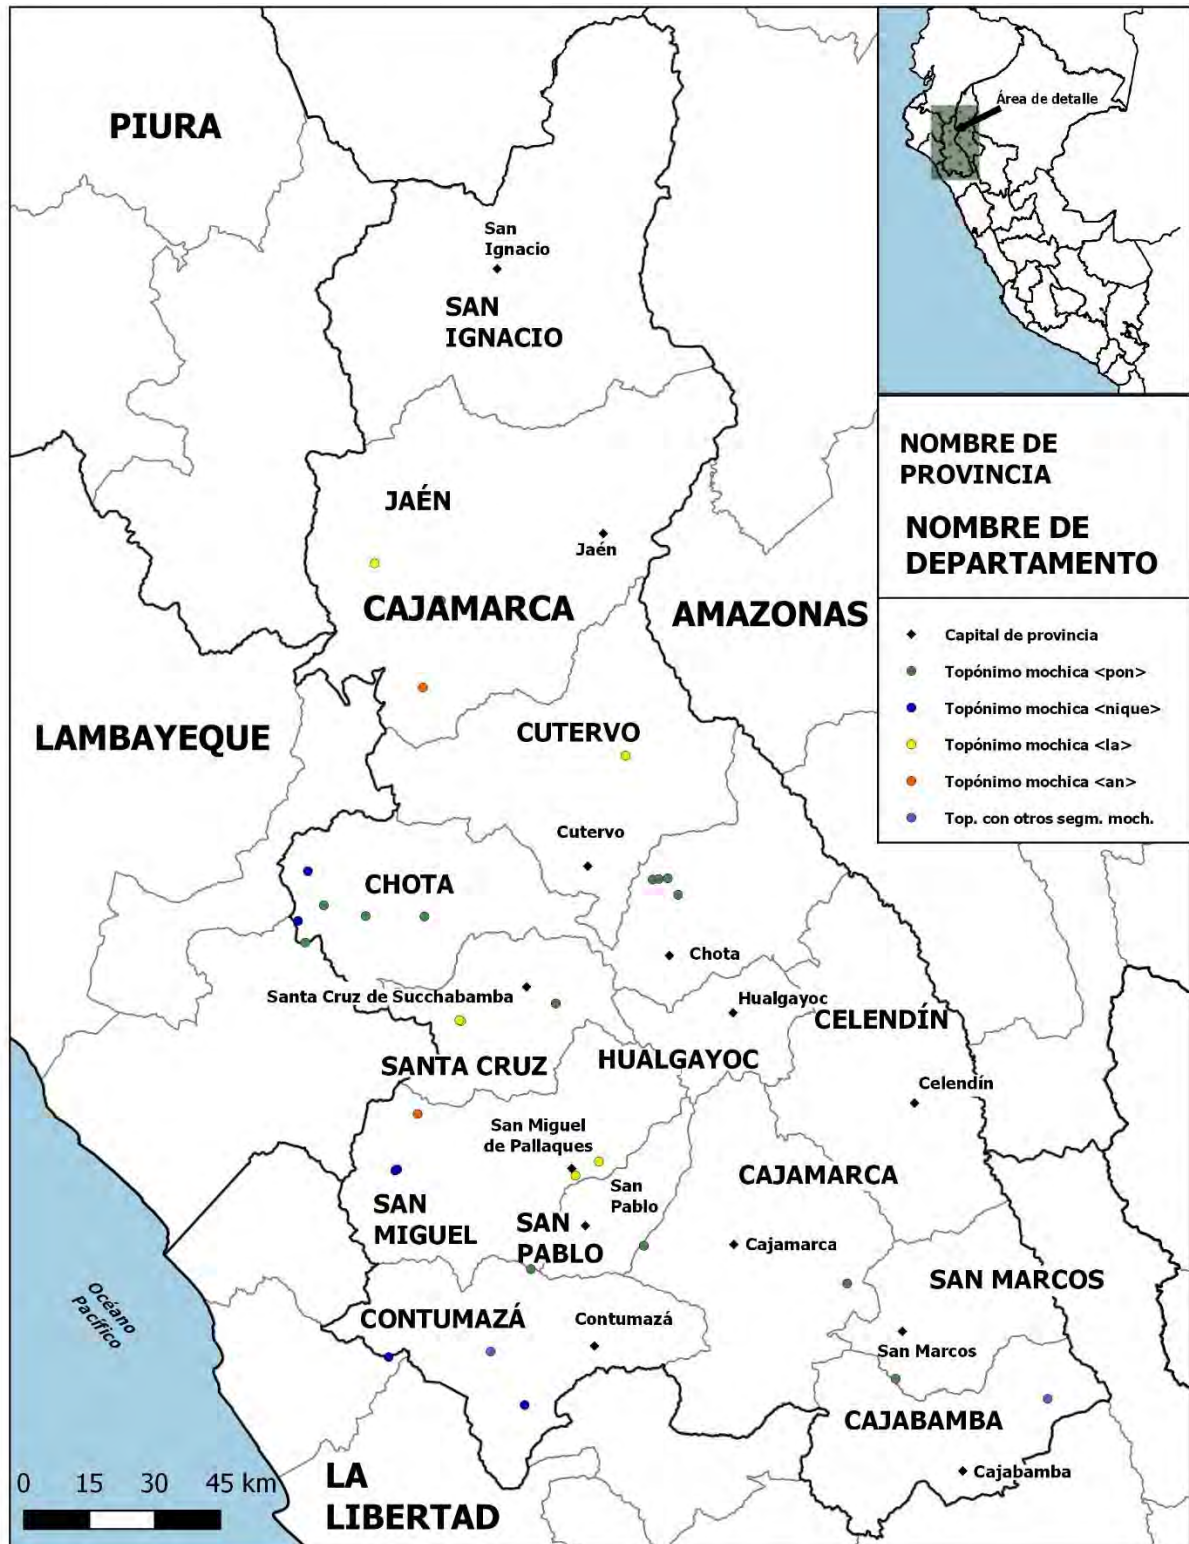 PIURA
Área de detalle
San
Ignacio
SAN
IGNACIO
NOMBRE DE
PROVINCIA
NOMBRE DE
DEPARTAMENTO
JAÉN
Jaén
CAJAMARCA
AMAZONAS
Capital de provincia
Topónimo mochica <pon>
Topónimo mochica <nique>
Topónimo mochica <la>
Topónimo mochica <an>
Top. con otros segm. moch.
LAMBAYEQUE
CUTERVO
Cutervo
CHOTA
Chota
Santa Cruz de Succhabamba
Hualgayoc
CELENDÍN
SANTA CRUZ
HUALGAYOC
Celendín
San Miguel
de Pallaques
CAJAMARCA
San
Pablo
SAN
MIGUEL
SAN
PABLO
Cajamarca
SAN MARCOS
Océano
Pacífico
CONTUMAZÁ
Contumazá
San Marcos
CAJABAMBA
Cajabamba
LA
LIBERTAD
0 15 30 45 km